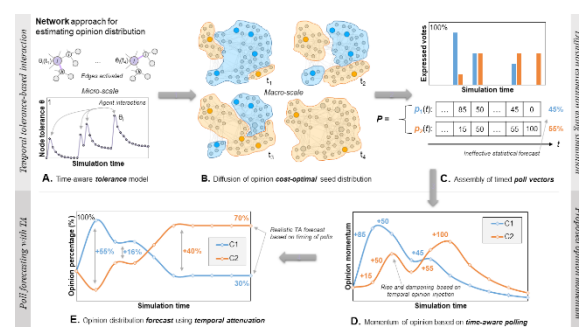 Network approach for
estimating opinion distribution
Edges activated
Micro-scale
Agent interactions
Node tolerance θ
Simulation time
A. Time-aware tolerance model
Temporal tolerance-based interaction
t1
t2
Macro-scale
t3
t4
B. Diffusion of opinion cost-optimal seed distribution
100%
Expressed votes
Simulation time
P =
p1(t): ... 85 50 ... 45 0 45%
p2(t): ... 15 50 ... 55 100 55%
Ineffective statistical forecast
t
C. Assembly of timed poll vectors
Poll forecasting with TA
100%
Opinion percentage (%)
+55%
+16%
+40%
70%
30%
C1
C2
Realistic TA forecast
based on timing of polls
Simulation time
E. Opinion distribution forecast using temporal attenuation
Opinion momentum
+85
+50
+45
+100
+15
+50
+55
C1
C2
Rise and dampening based on
temporal opinion injection
Simulation time
D. Momentum of opinion based on time-aware polling